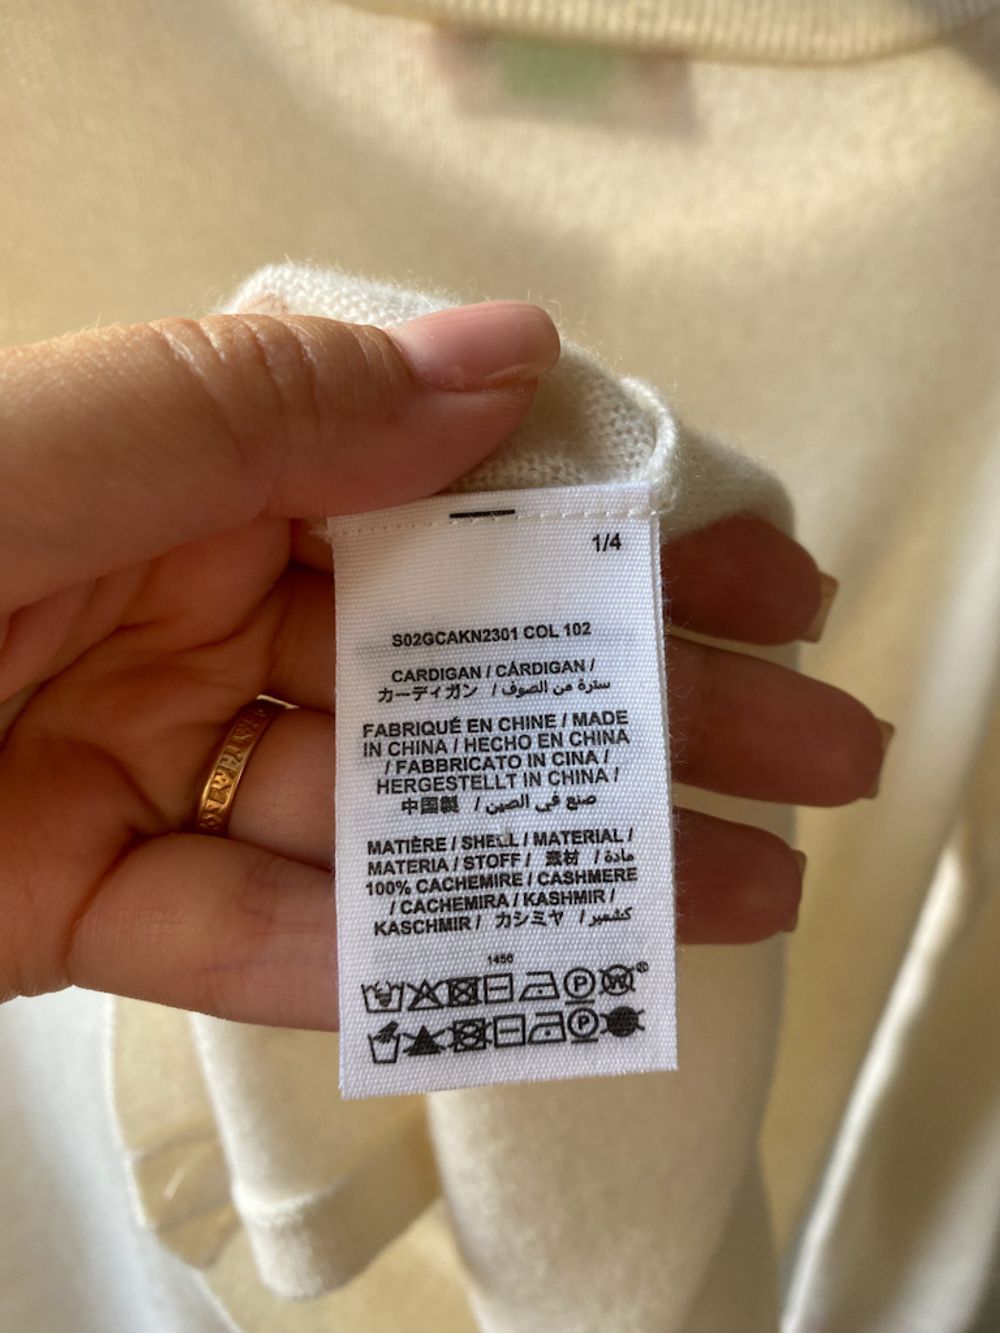 1/4
S02GCAKN2301 COL 102
CARDIGAN / CÁRDIGAN /
カーディガン / سترة من الصوف
FABRIQUÉ EN CHINE / MADE
IN CHINA / HECHO EN CHINA
/ FABBRICATO IN CINA /
HERGESTELLT IN CHINA /
中国製 / صنع في الصين
MATIÈRE / SHELL / MATERIAL /
MATERIA / STOFF / 素材 / مادة
100% CACHEMIRE / CASHMERE
/ CACHEMIRA / KASHMIR /
KASCHMIR / カシミヤ / كشمير
1456
P W ®
P